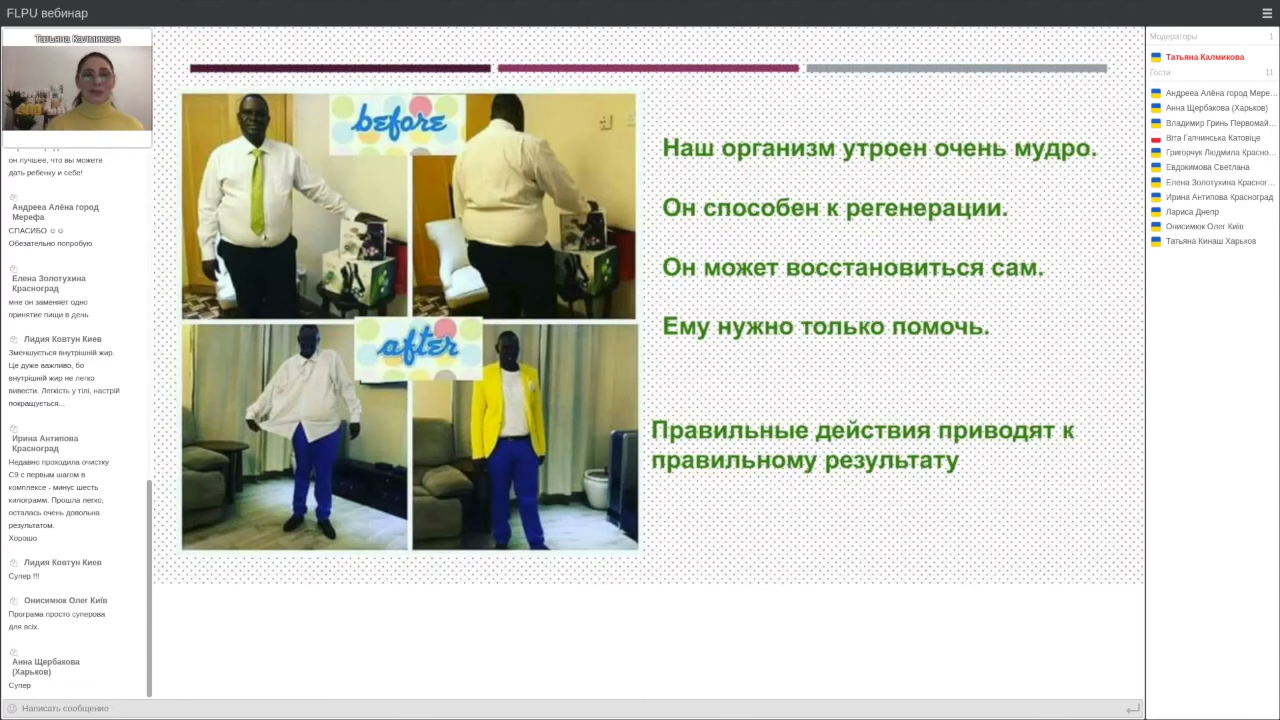 FLPU вебинар
Татьяна Калмикова
он лучшее, что вы можете
дать ребенку и себе!
Андреea Алёна город
Мерефа
СПАСИБО ☺☺
Обезательно попробую
Елена Золотухина
Красноград
мне он заменяет одно
принятие пищи в день
Лидия Ковтун Киев
Зменшується внутрішній жир.
Це дуже важливо, бо
внутрішній жир не легко
вивести. Легкість у тілі, настрій
покращується...
Ирина Антипова
Красноград
Недавно проходила очистку
С9 с первым шагом в
комплексе - минус шесть
килограмм. Прошла легко,
осталась очень довольна
результатом.
Хорошо
Лидия Ковтун Киев
Супер !!!
Онисимюк Олег Київ
Програма просто суперова
для всіх.
Анна Щербакова
(Харьков)
Супер
Написать сообщение
before
after
Наш организм утроен очень мудро.
Он способен к регенерации.
Он может восстановиться сам.
Ему нужно только помочь.
Правильные действия приводят к
правильному результату
Модераторы 1
Татьяна Калмикова
Гости 11
Андреea Алёна город Мере...
Анна Щербакова (Харьков)
Владимир Гринь Первомай...
Віта Гапчинська Катовіце
Григорчук Людмила Красно...
Евдокимова Светлана
Елена Золотухина Красног...
Ирина Антипова Красноград
Лариса Днепр
Онисимюк Олег Київ
Татьяна Кинаш Харьков